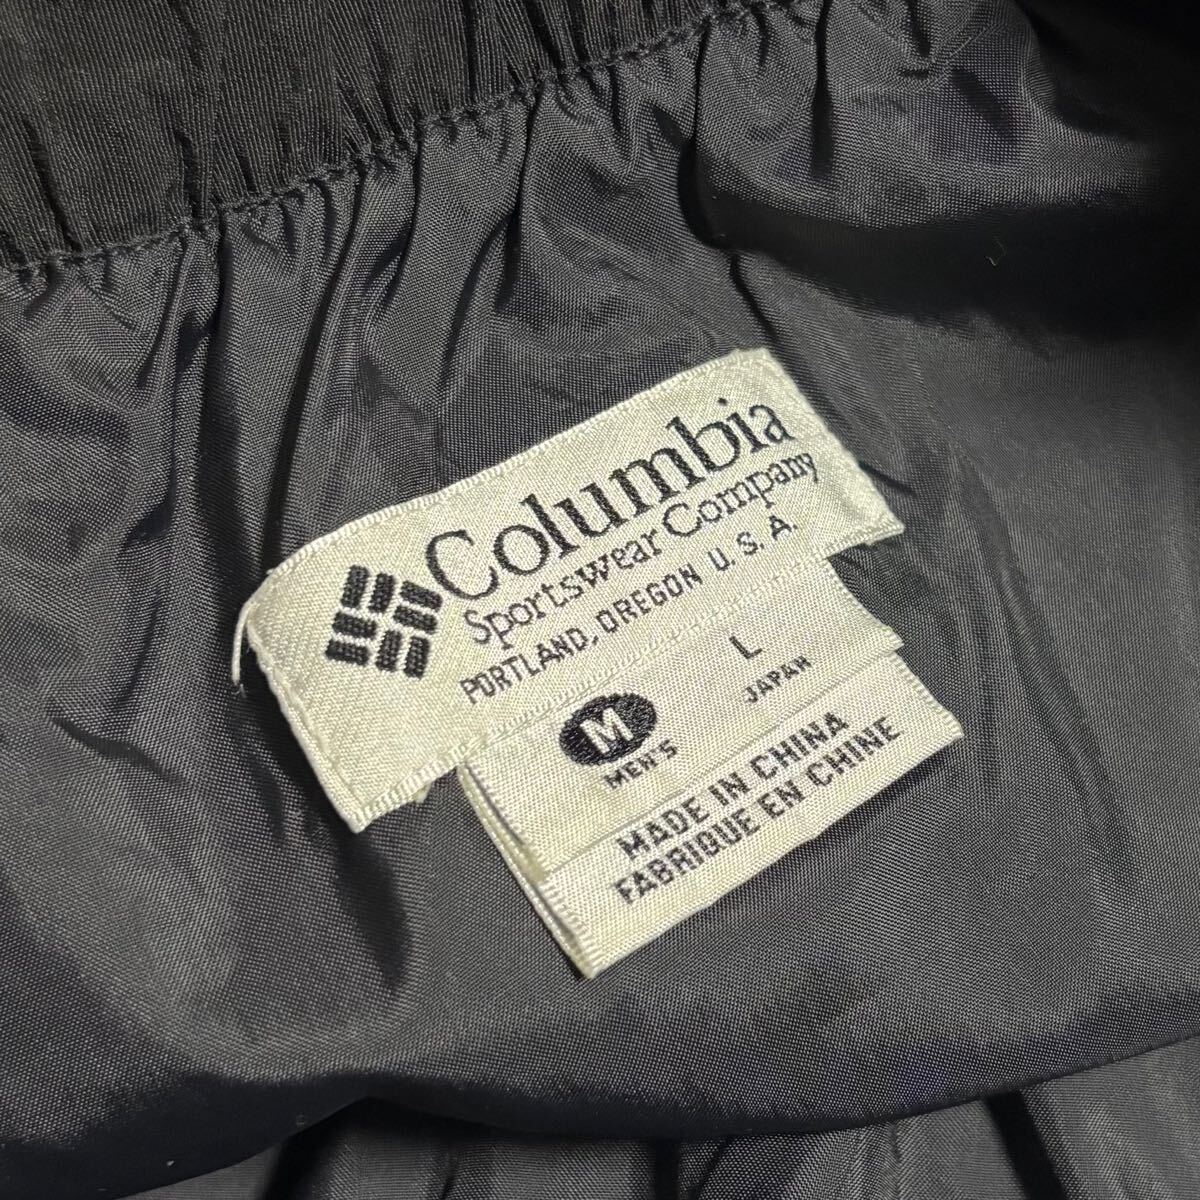 Columbia
Sportswear Company
PORTLAND, OREGON U.S.A.
M L
MEN'S JAPAN
MADE IN CHINA
FABRIQUE EN CHINE